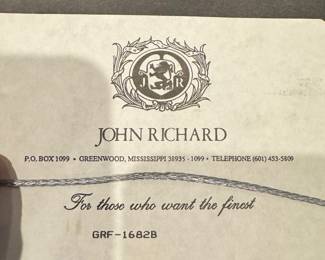 J R
JOHN RICHARD
P.O. BOX 1099 • GREENWOOD, MISSISSIPPI 38935 - 1099 • TELEPHONE (601) 453-5809
For those who want the finest
GRF-1682B